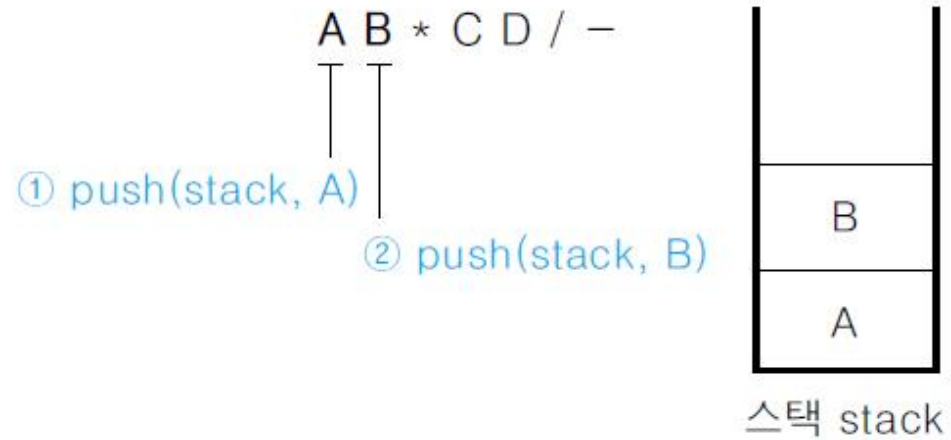 A B * C D / −
① push(stack, A)
② push(stack, B)
B
A
스택 stack